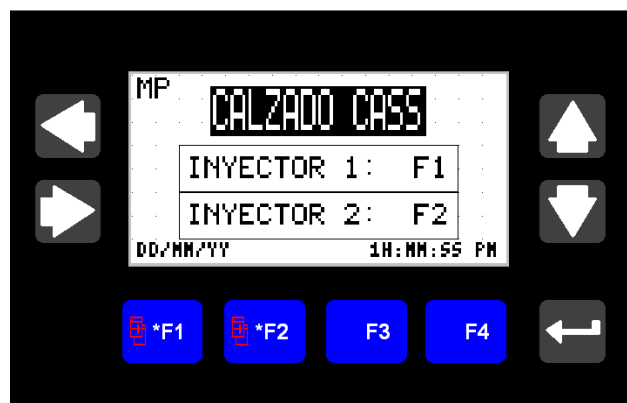 MP
CALZADO CASS
INYECTOR 1: F1
INYECTOR 2: F2
DD/MM/YY 1H:MM:SS PM
*F1 *F2 F3 F4